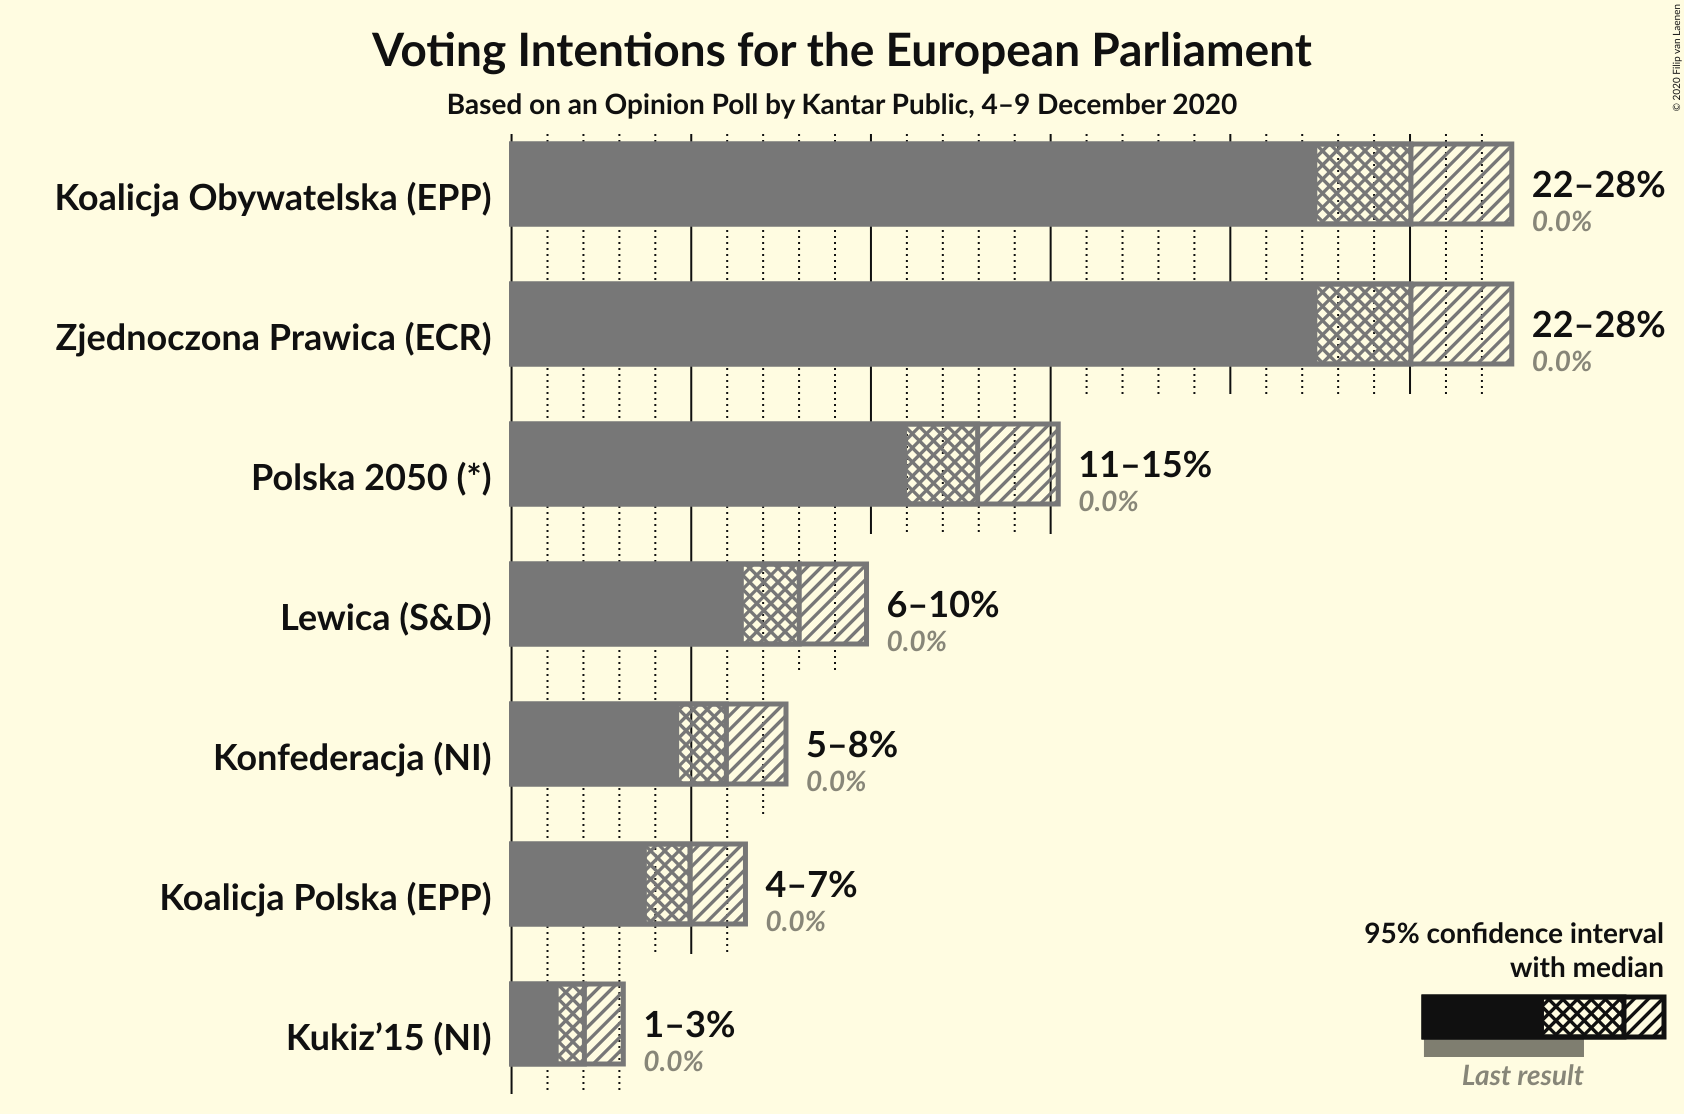 Voting Intentions for the European Parliament
Based on an Opinion Poll by Kantar Public, 4–9 December 2020
© 2020 Filip van Laenen
Koalicja Obywatelska (EPP)
22–28%
0.0%
Zjednoczona Prawica (ECR)
22–28%
0.0%
Polska 2050 (*)
11–15%
0.0%
Lewica (S&D)
6–10%
0.0%
Konfederacja (NI)
5–8%
0.0%
Koalicja Polska (EPP)
4–7%
0.0%
Kukiz’15 (NI)
1–3%
0.0%
95% confidence interval
with median
Last result